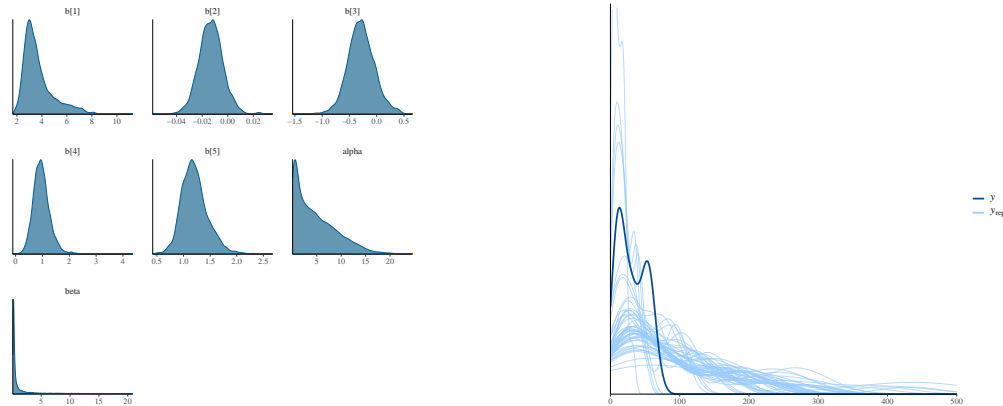 b[1]
b[2]
b[3]
2 4 6 8 10
−0.04 −0.02 0.00 0.02
−1.5 −1.0 −0.5 0.0 0.5
b[4]
b[5]
alpha
0 1 2 3 4
0.5 1.0 1.5 2.0 2.5
5 10 15 20
beta
5 10 15 20
y
y_rep
0 100 200 300 400 500